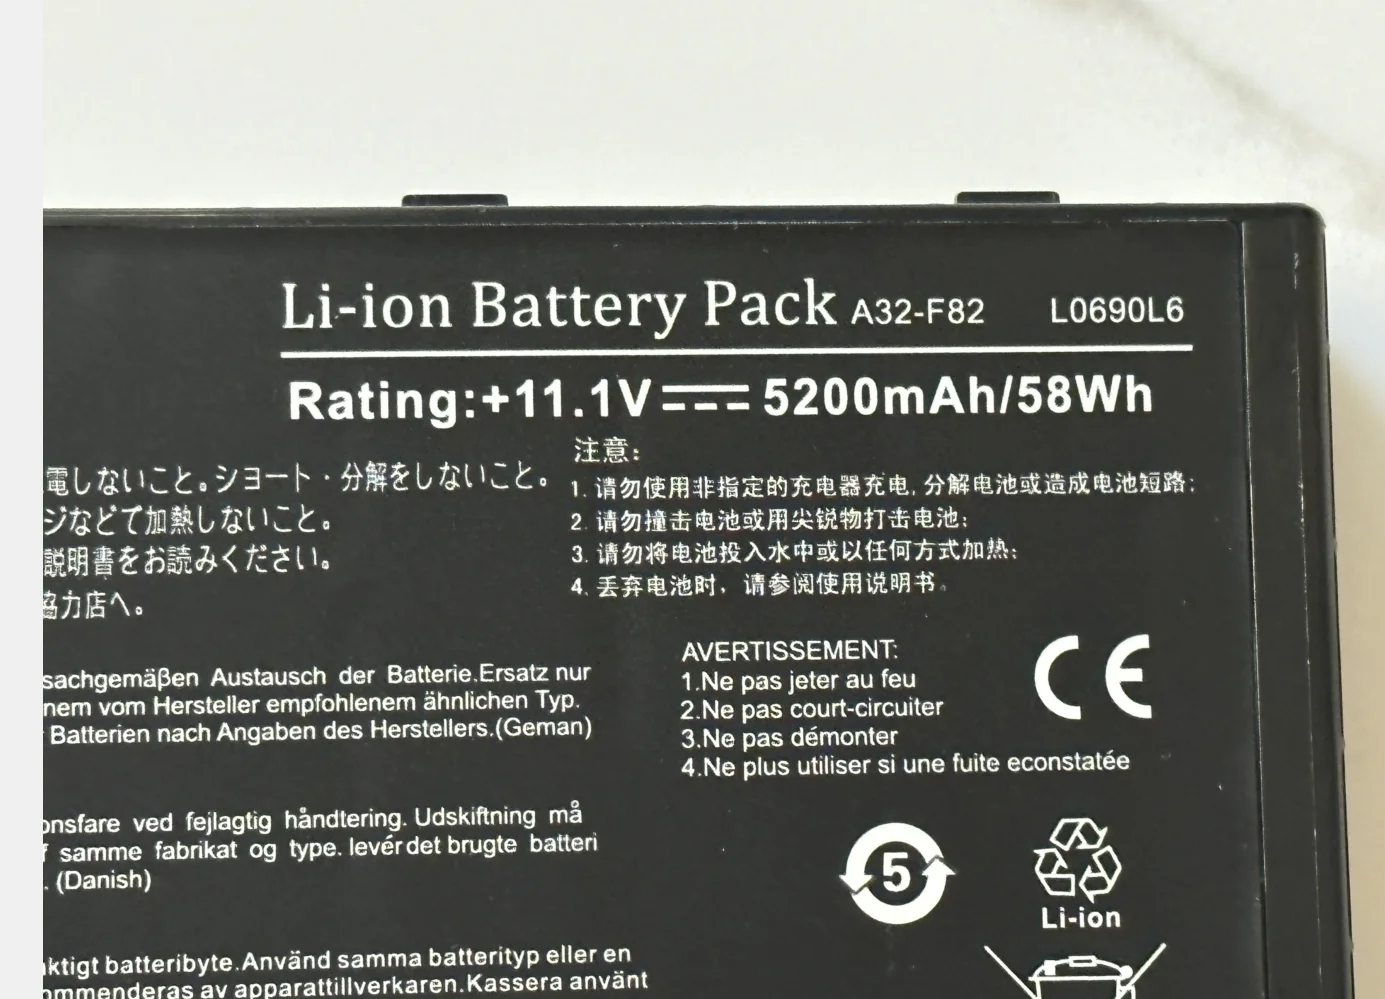 Li-ion Battery Pack A32-F82 L0690L6
Rating:+11.1V 5200mAh/58Wh
電しないこと。ショート・分解をしないこと。
ジなどて加熱しないこと。
説明書をお読みください。
協力店へ。
注意:
1. 请勿使用非指定的充电器充电, 分解电池或造成电池短路;
2. 请勿撞击电池或用尖锐物打击电池;
3. 请勿将电池投入水中或以任何方式加热;
4. 丢弃电池时，请参阅使用说明书。
sachgemäβen Austausch der Batterie.Ersatz nur
nem vom Hersteller empfohlenem ähnlichen Typ.
Batterien nach Angaben des Herstellers.(Geman)
AVERTISSEMENT:
1.Ne pas jeter au feu
2.Ne pas court-circuiter
3.Ne pas démonter
4.Ne plus utiliser si une fuite econstatée
CE
onsfare ved fejlagtig håndtering. Udskiftning må
f samme fabrikat og type. levér det brugte batteri
. (Danish)
5
Li-ion
ktigt batteribyte.Använd samma batterityp eller en
ommenderas av apparattillverkaren.Kassera använt